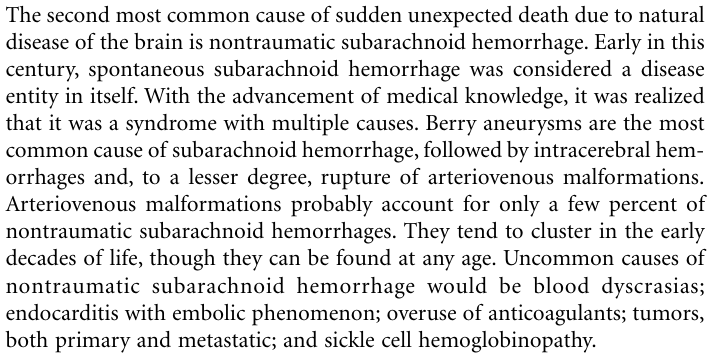 The second most common cause of sudden unexpected death due to natural
disease of the brain is nontraumatic subarachnoid hemorrhage. Early in this
century, spontaneous subarachnoid hemorrhage was considered a disease
entity in itself. With the advancement of medical knowledge, it was realized
that it was a syndrome with multiple causes. Berry aneurysms are the most
common cause of subarachnoid hemorrhage, followed by intracerebral hem-
orrhages and, to a lesser degree, rupture of arteriovenous malformations.
Arteriovenous malformations probably account for only a few percent of
nontraumatic subarachnoid hemorrhages. They tend to cluster in the early
decades of life, though they can be found at any age. Uncommon causes of
nontraumatic subarachnoid hemorrhage would be blood dyscrasias;
endocarditis with embolic phenomenon; overuse of anticoagulants; tumors,
both primary and metastatic; and sickle cell hemoglobinopathy.